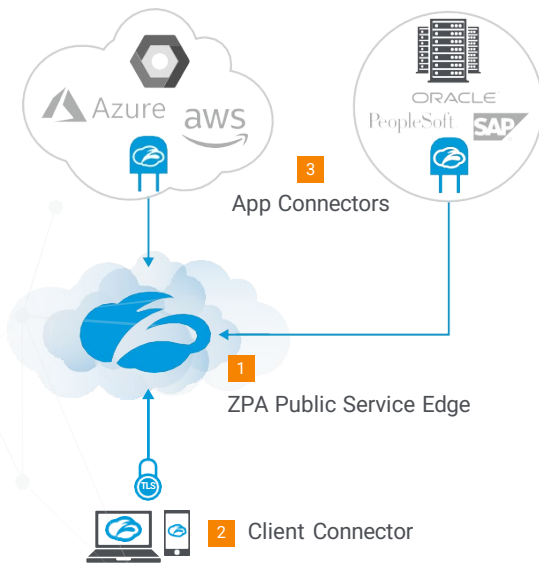 Azure
aws
ORACLE
PeopleSoft
SAP
3
App Connectors
1
ZPA Public Service Edge
TLS
2
Client Connector